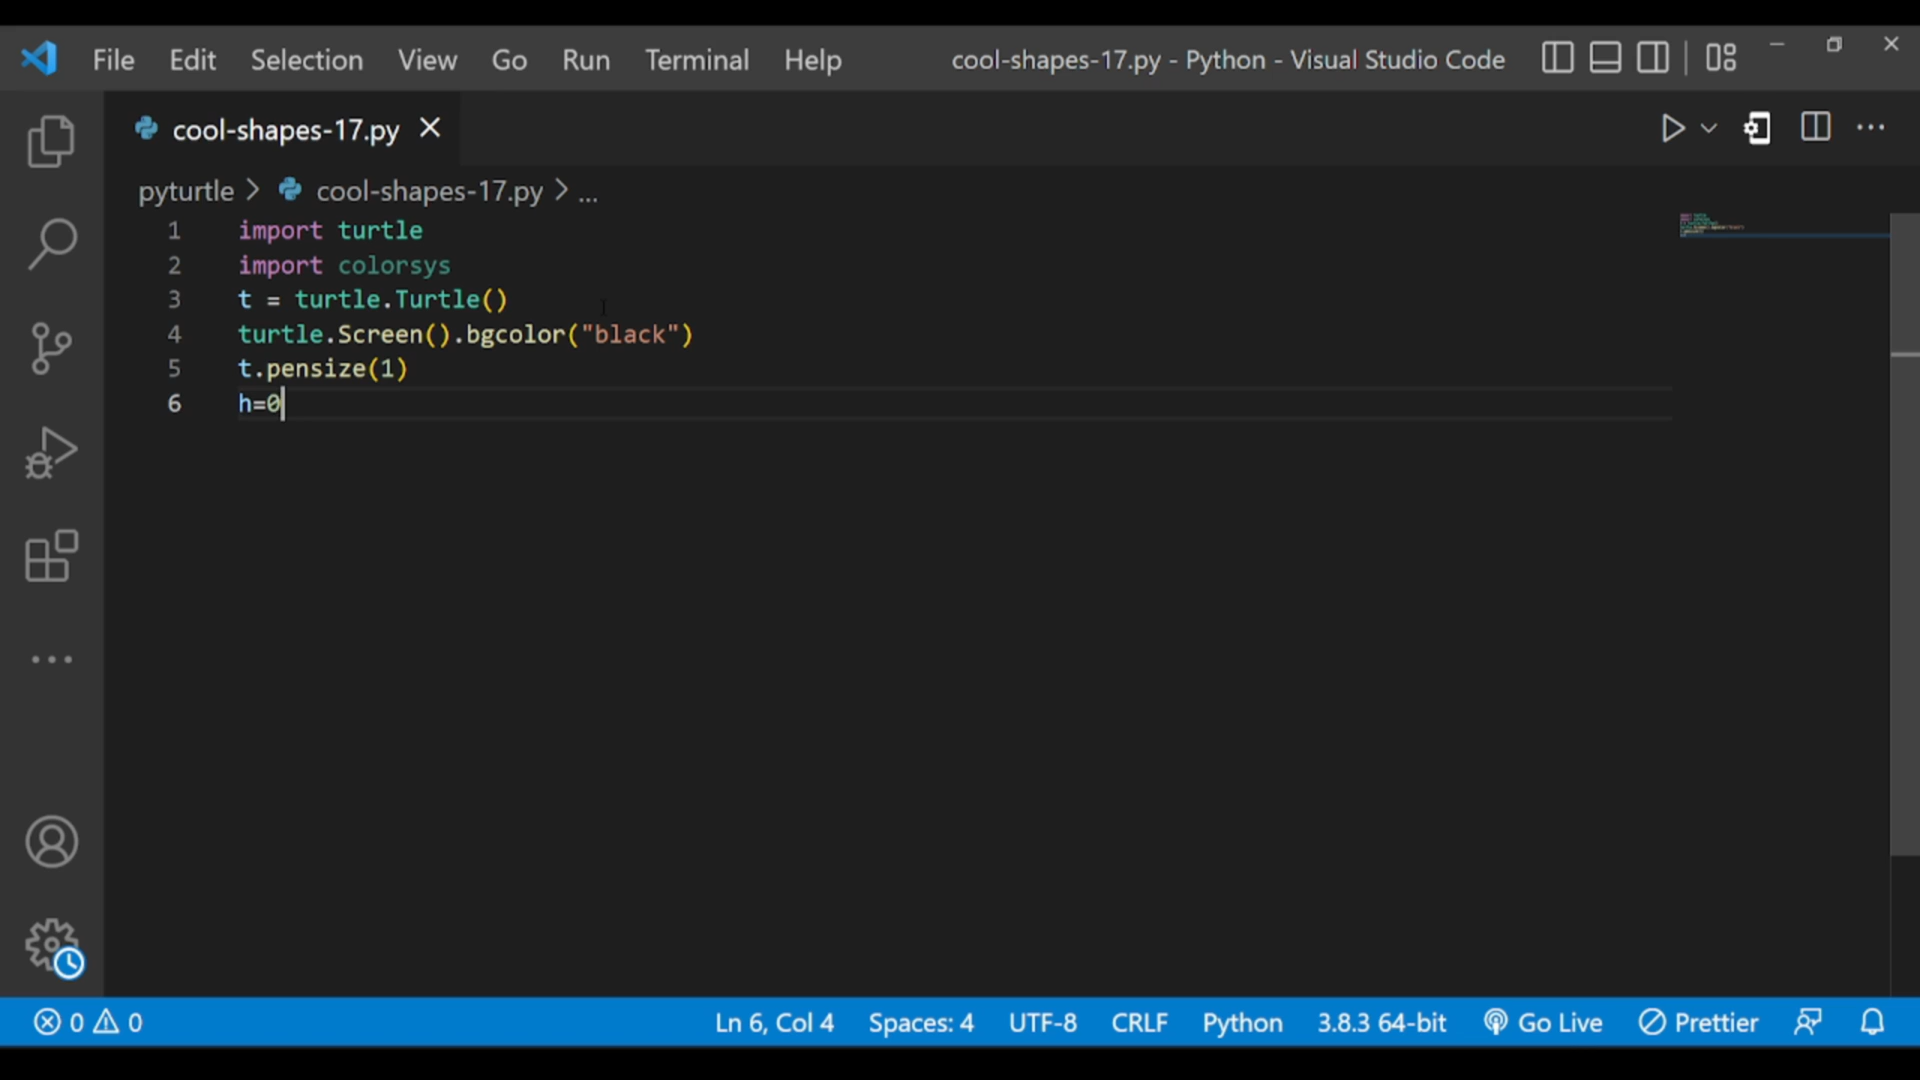 File Edit Selection View Go Run Terminal Help cool-shapes-17.py - Python - Visual Studio Code
cool-shapes-17.py
pyturtle > cool-shapes-17.py > ...
1 import turtle
2 import colorsys
3 t = turtle.Turtle()
4 turtle.Screen().bgcolor("black")
5 t.pensize(1)
6 h=0
0 0 Ln 6, Col 4 Spaces: 4 UTF-8 CRLF Python 3.8.3 64-bit Go Live Prettier